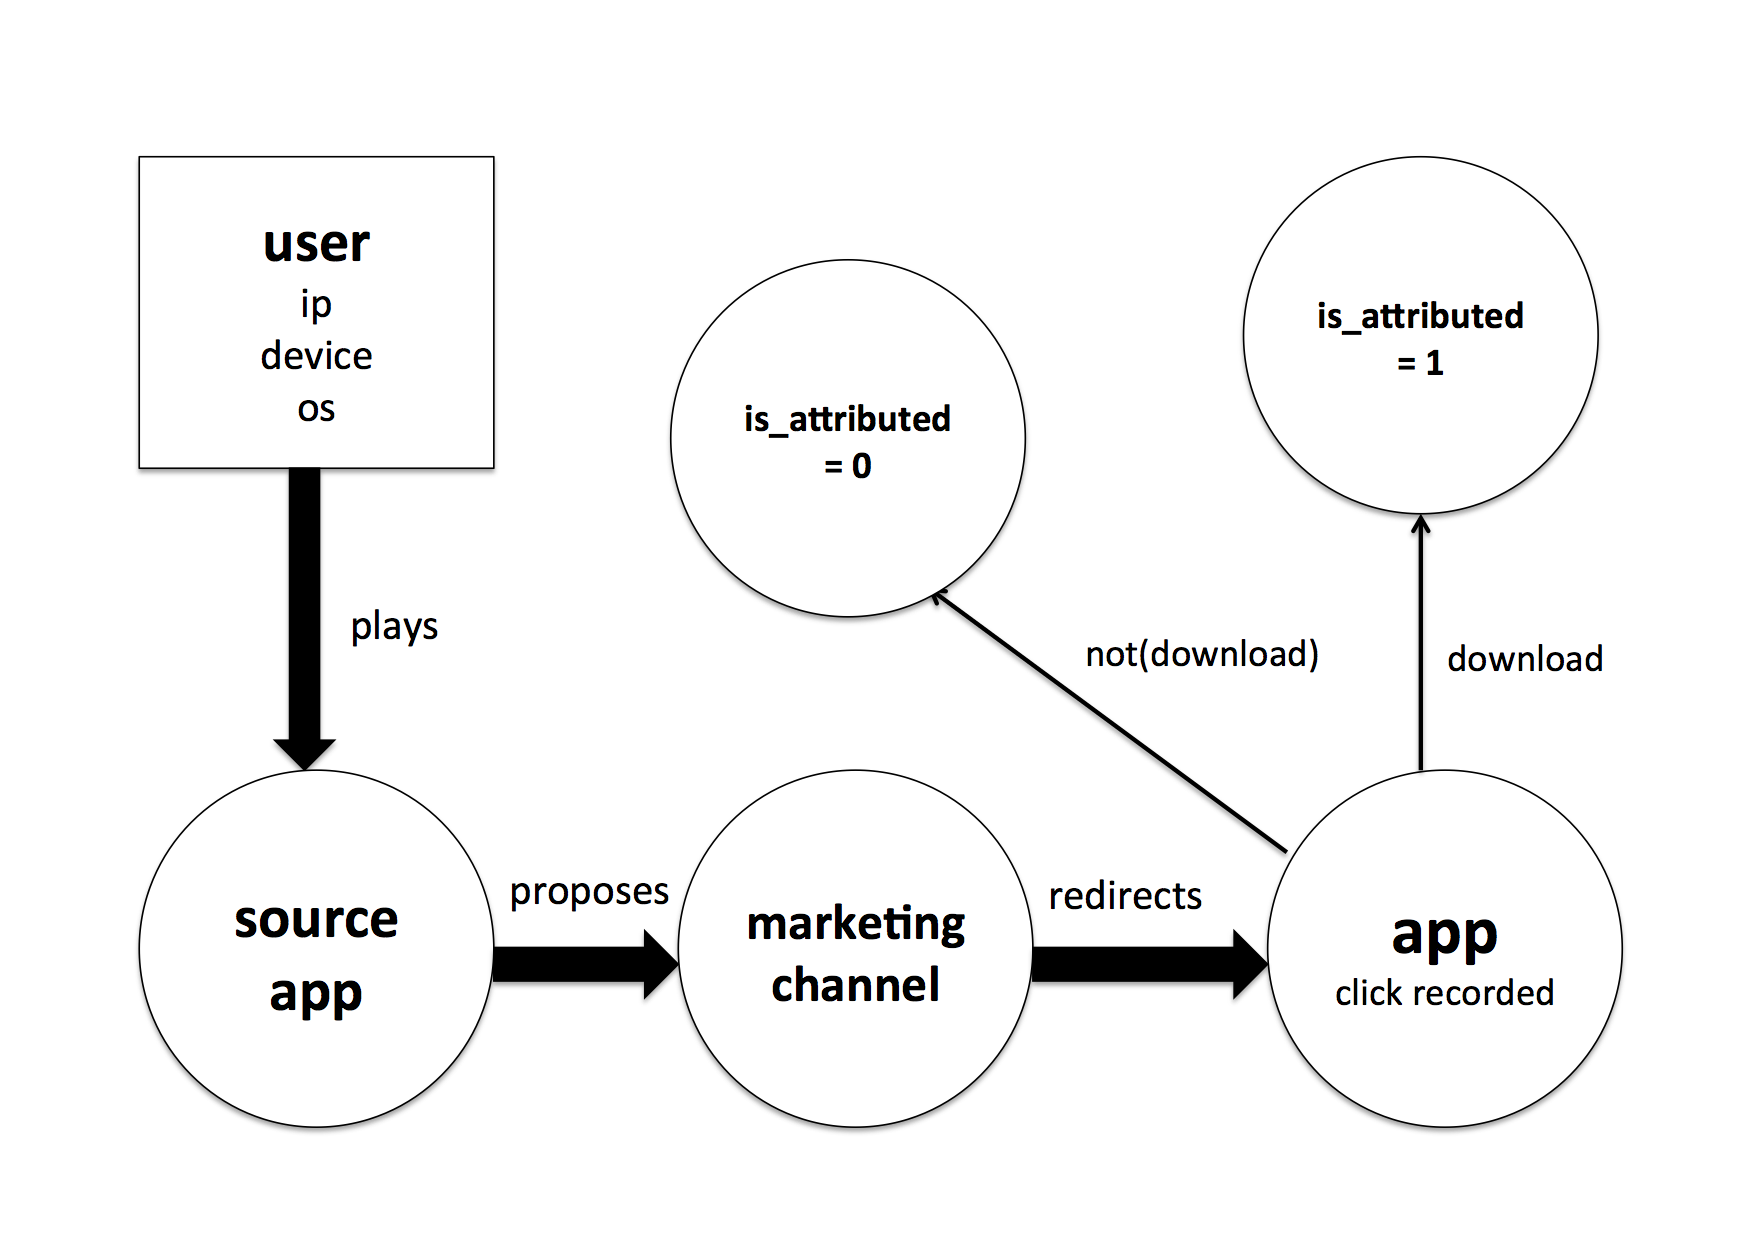 user
ip
device
os
plays
source
app
proposes
marketing
channel
redirects
app
click recorded
not(download)
is_attributed
= 0
download
is_attributed
= 1